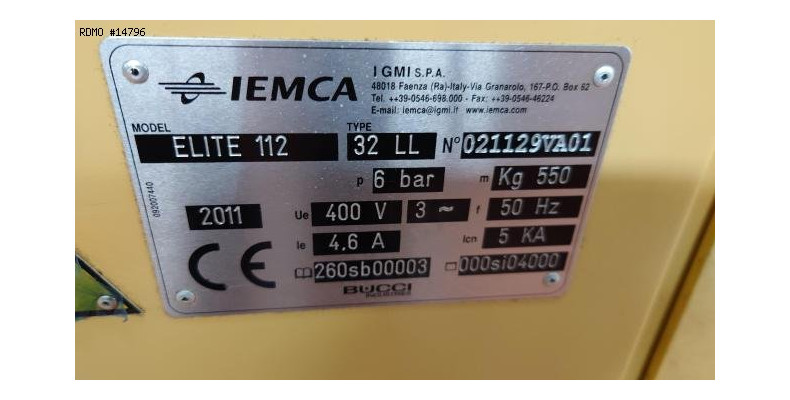 RDMO #14796
IEMCA
IGMI S.P.A.
48018 Faenza (Ra)-Italy-Via Granarolo, 167-P.O. Box 62
Tel. ++39-0546-698.000 - Fax: ++39-0546-46224
E-mail: iemca@igmi.it www.iemca.com
MODEL TYPE
ELITE 112 32 LL N° 021129VA01
p 6 bar m Kg 550
2011 Ue 400 V 3 ~ f 50 Hz
Ie 4.6 A Icn 5 KA
CE 260sb00003 000si04000
BUCCI
INDUSTRIES
092007440